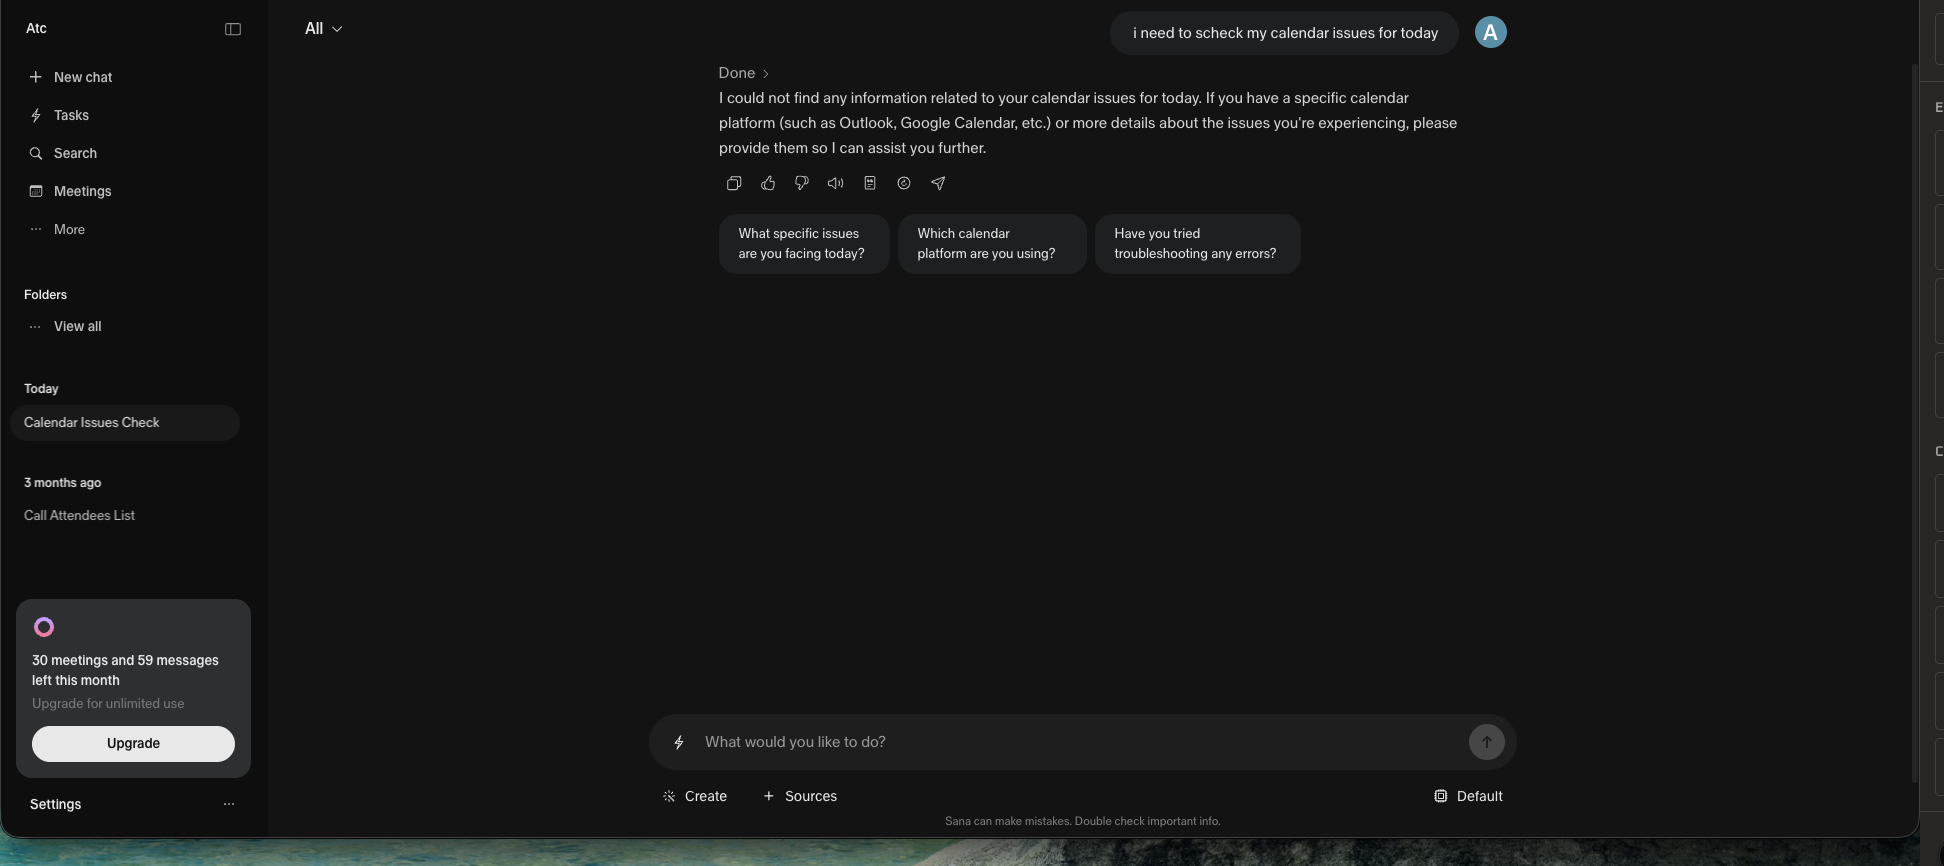 Atc
New chat
Tasks
Search
Meetings
More
Folders
View all
Today
Calendar Issues Check
3 months ago
Call Attendees List
30 meetings and 59 messages
left this month
Upgrade for unlimited use
Upgrade
Settings
All
i need to scheck my calendar issues for today
A
Done
I could not find any information related to your calendar issues for today. If you have a specific calendar
platform (such as Outlook, Google Calendar, etc.) or more details about the issues you're experiencing, please
provide them so I can assist you further.
What specific issues
are you facing today?
Which calendar
platform are you using?
Have you tried
troubleshooting any errors?
What would you like to do?
Create
Sources
Default
Sana can make mistakes. Double check important info.